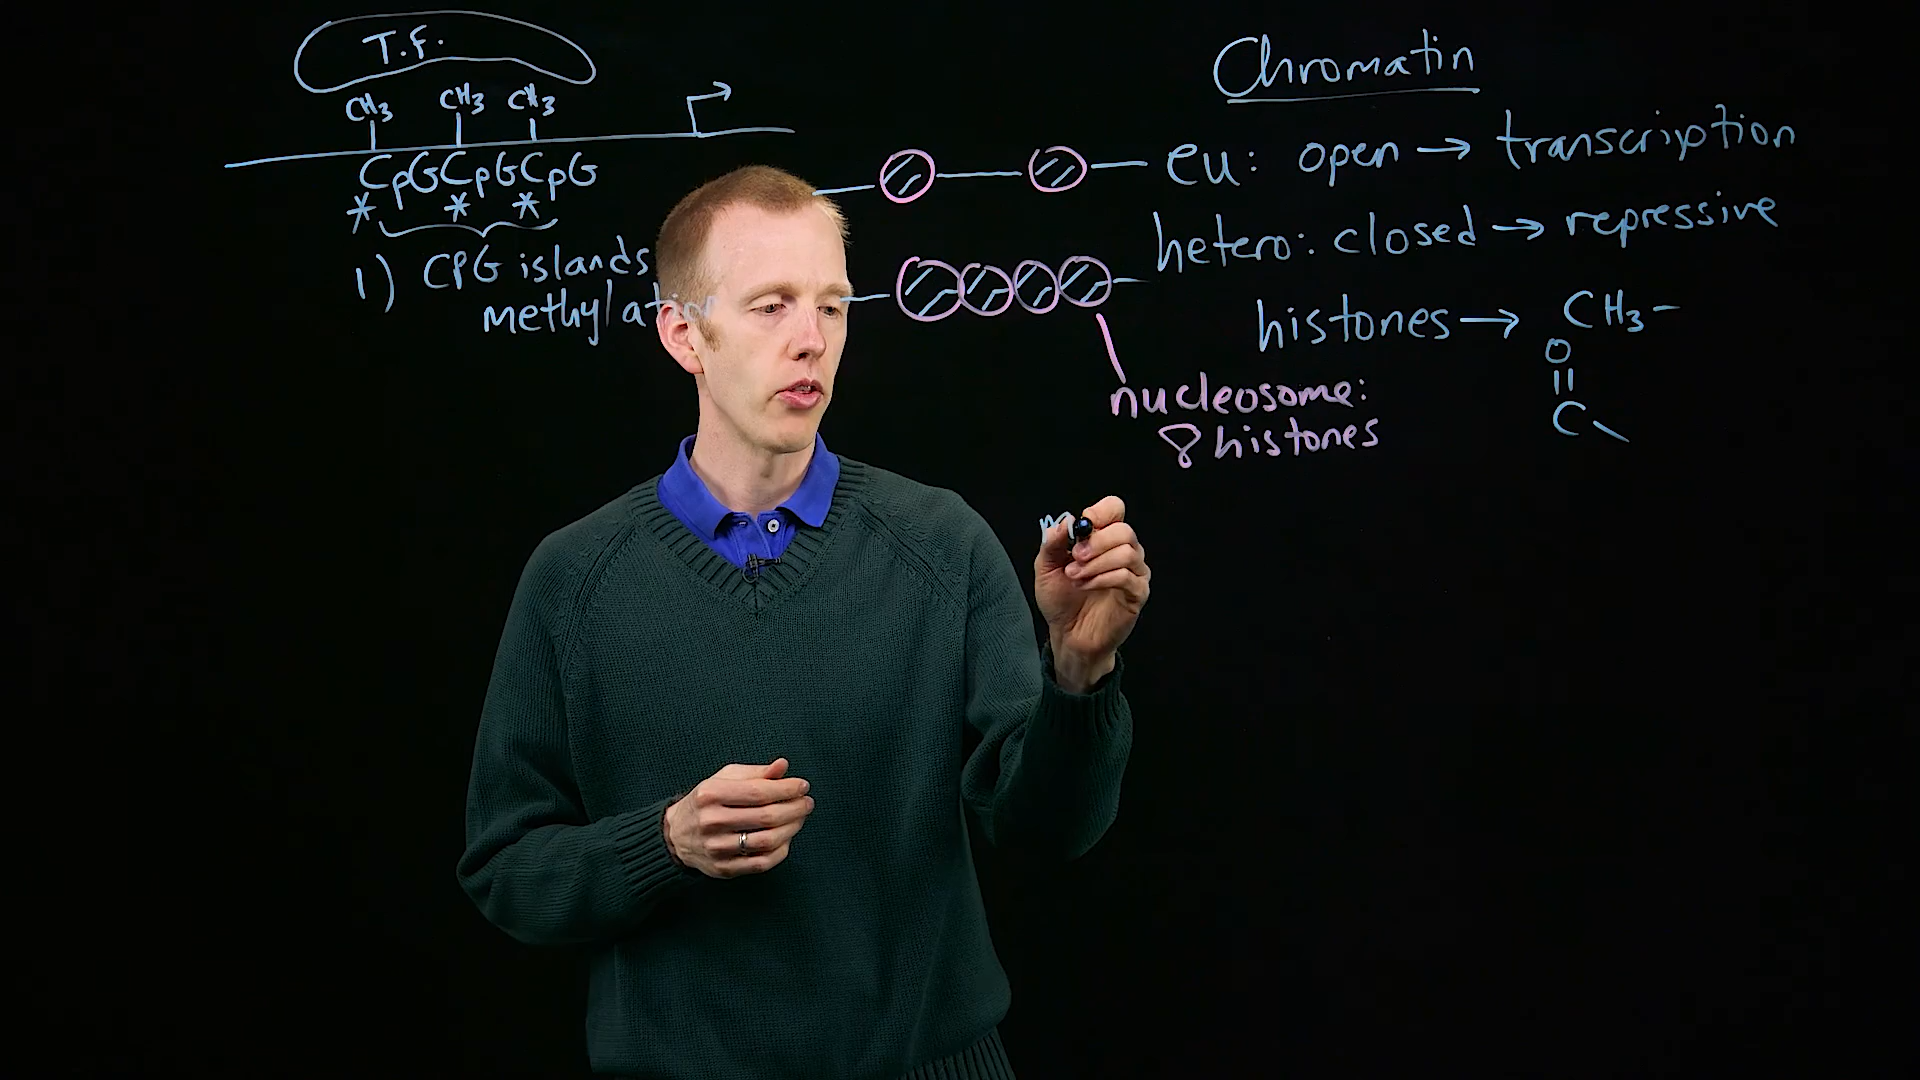 T.F.
CH3 CH3 CH3
CpGCpGCpG
* * *
1) CPG islands
methylation
Chromatin
eu: open → transcription
hetero: closed → repressive
histones → CH3-
O
C
nucleosome:
8 histones
m